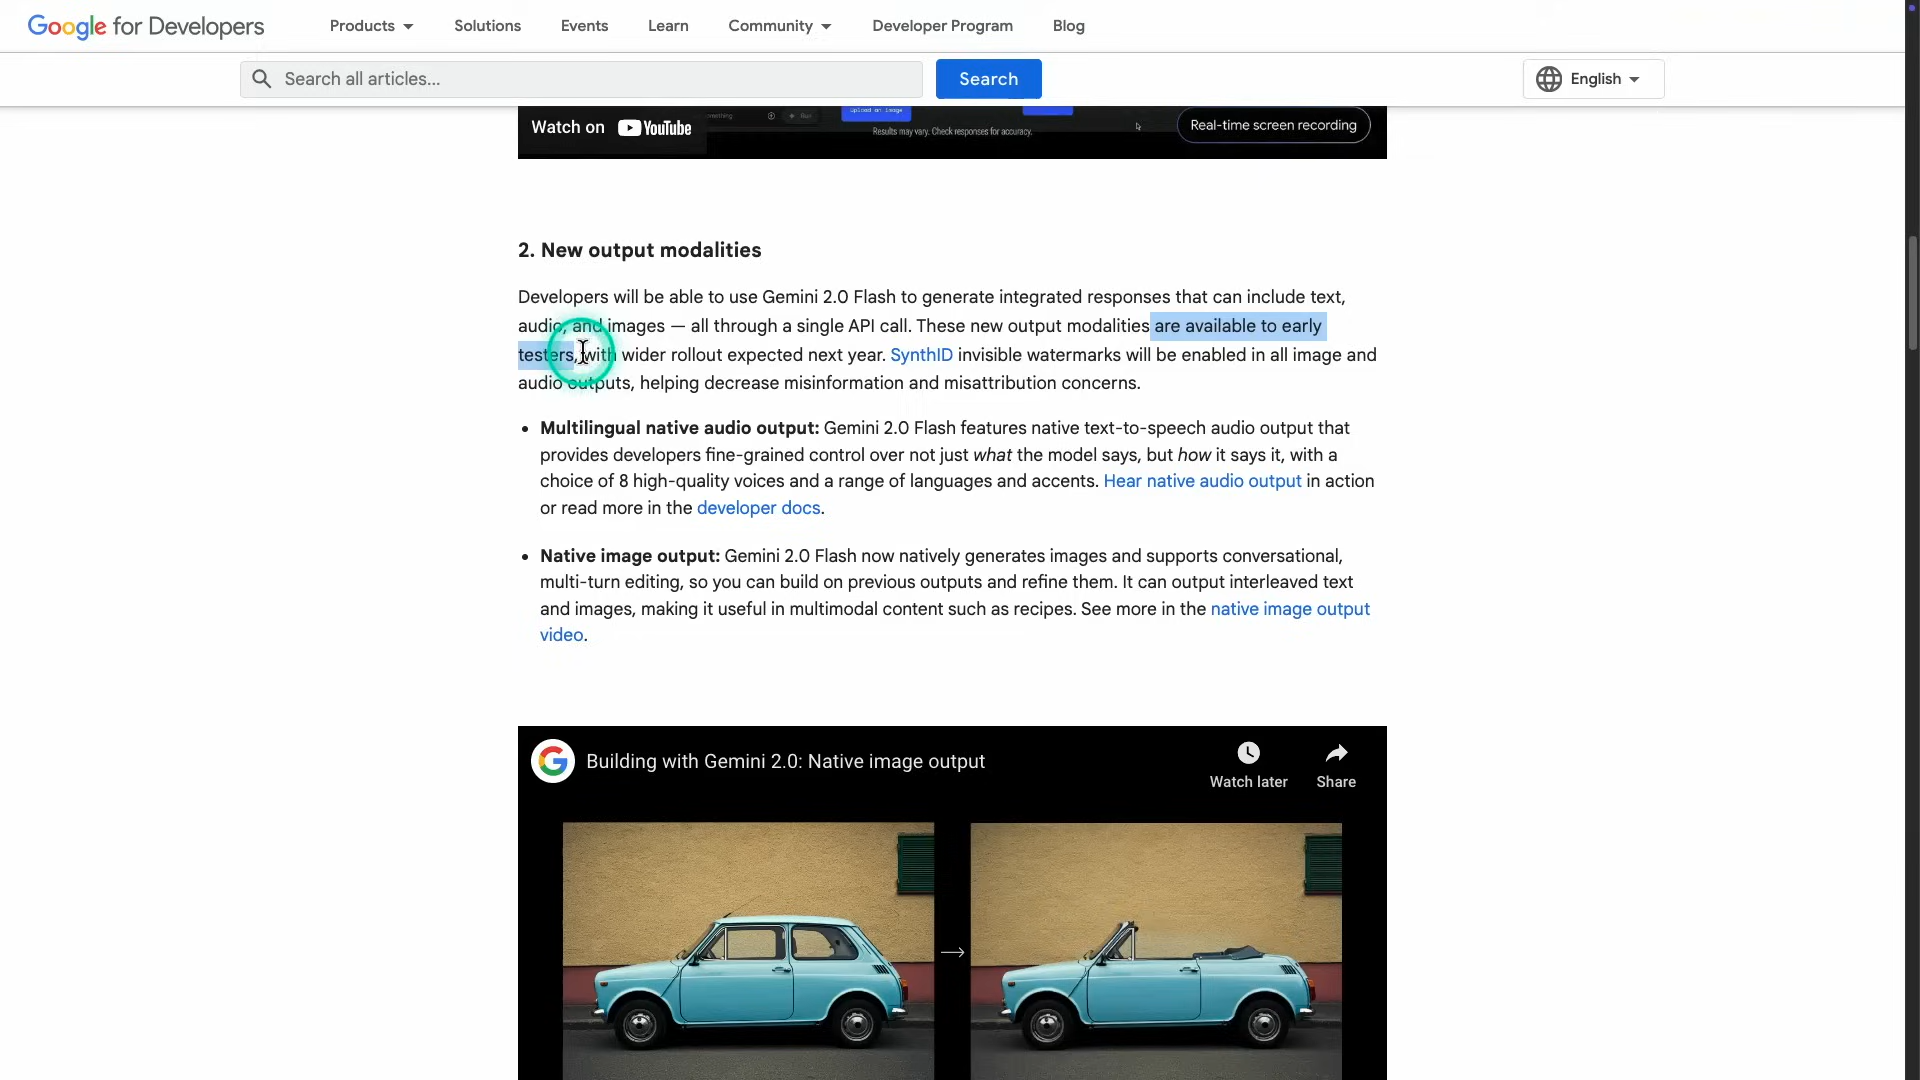 Google for Developers
Products
Solutions
Events
Learn
Community
Developer Program
Blog
Search all articles...
Search
English
Watch on YouTube
Upload an image
Run
Results may vary. Check responses for accuracy.
Real-time screen recording
2. New output modalities
Developers will be able to use Gemini 2.0 Flash to generate integrated responses that can include text,
audio, and images — all through a single API call. These new output modalities are available to early
testers, with wider rollout expected next year. SynthID invisible watermarks will be enabled in all image and
audio outputs, helping decrease misinformation and misattribution concerns.
• Multilingual native audio output: Gemini 2.0 Flash features native text-to-speech audio output that
provides developers fine-grained control over not just what the model says, but how it says it, with a
choice of 8 high-quality voices and a range of languages and accents. Hear native audio output in action
or read more in the developer docs.
• Native image output: Gemini 2.0 Flash now natively generates images and supports conversational,
multi-turn editing, so you can build on previous outputs and refine them. It can output interleaved text
and images, making it useful in multimodal content such as recipes. See more in the native image output
video.
Building with Gemini 2.0: Native image output
Watch later
Share